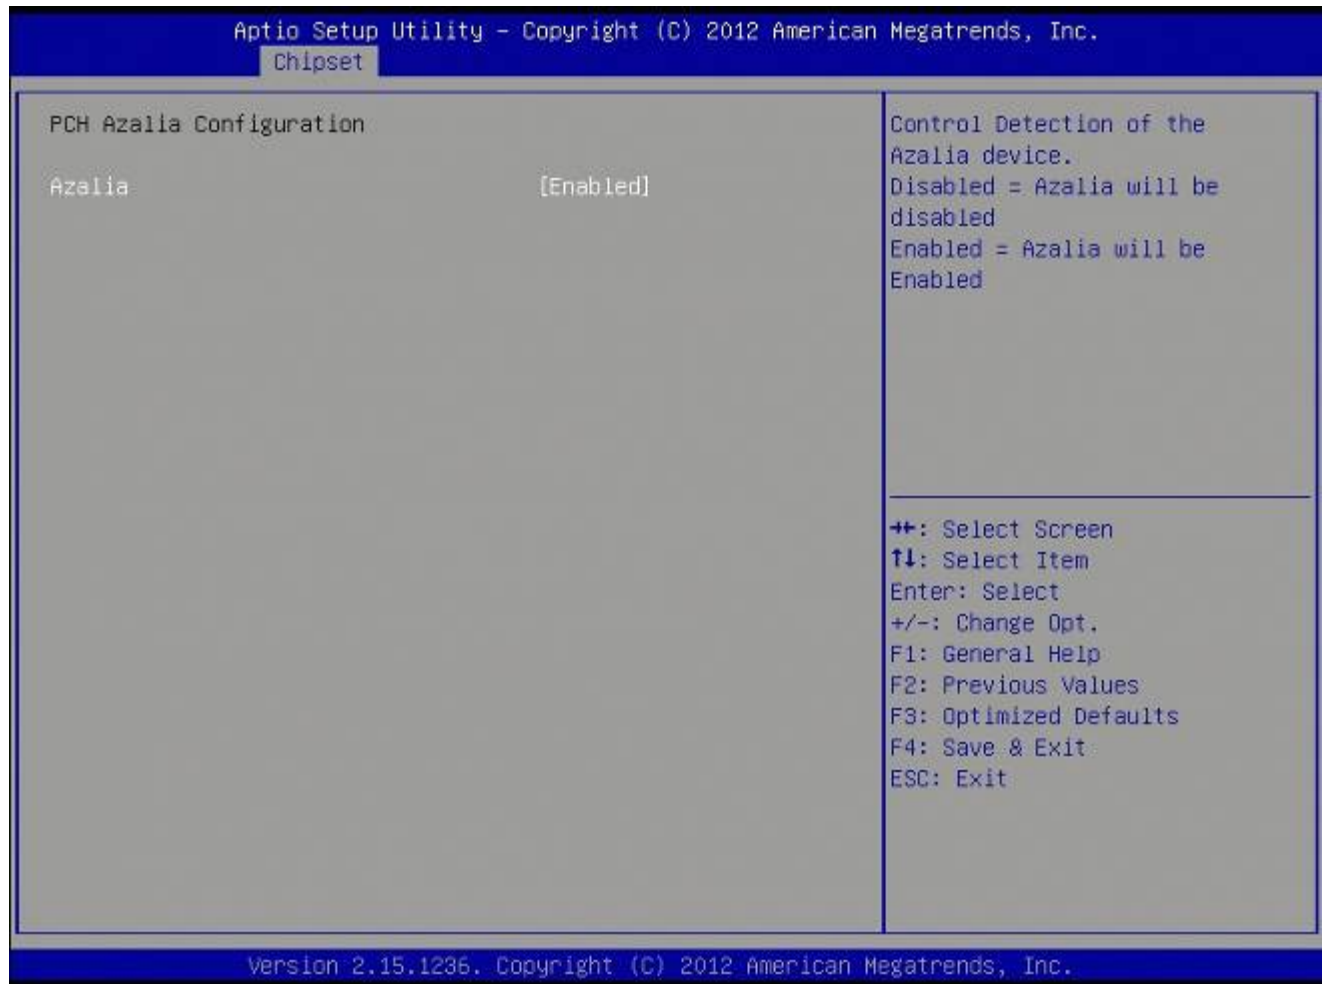 Aptio Setup Utility – Copyright (C) 2012 American Megatrends, Inc.
Chipset
PCH Azalia Configuration
Azalia [Enabled]
Control Detection of the
Azalia device.
Disabled = Azalia will be
disabled
Enabled = Azalia will be
Enabled
→←: Select Screen
↑↓: Select Item
Enter: Select
+/-: Change Opt.
F1: General Help
F2: Previous Values
F3: Optimized Defaults
F4: Save & Exit
ESC: Exit
Version 2.15.1236. Copyright (C) 2012 American Megatrends, Inc.